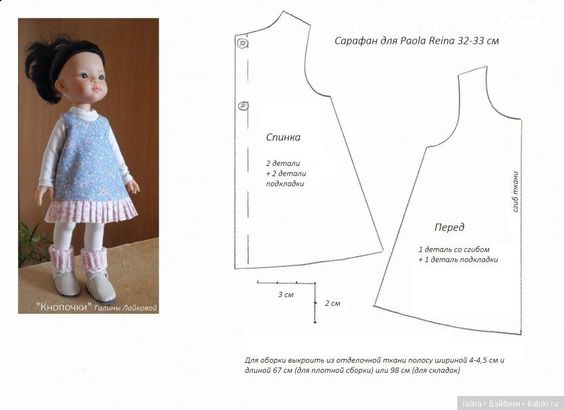 Сарафан для Paola Reina 32-33 см
Спинка
2 детали
+ 2 детали
подкладки
сгиб ткани
Перед
1 деталь со сгибом
+ 1 деталь подкладки
3 см
2 см
"Кнопочки" Галины Лайковой
Для оборки выкроить из отделочной ткани полосу шириной 4-4,5 см и
длиной 67 см (для плотной сборки) или 98 см (для складок)
lalina • Бэйбики • babiki.ru